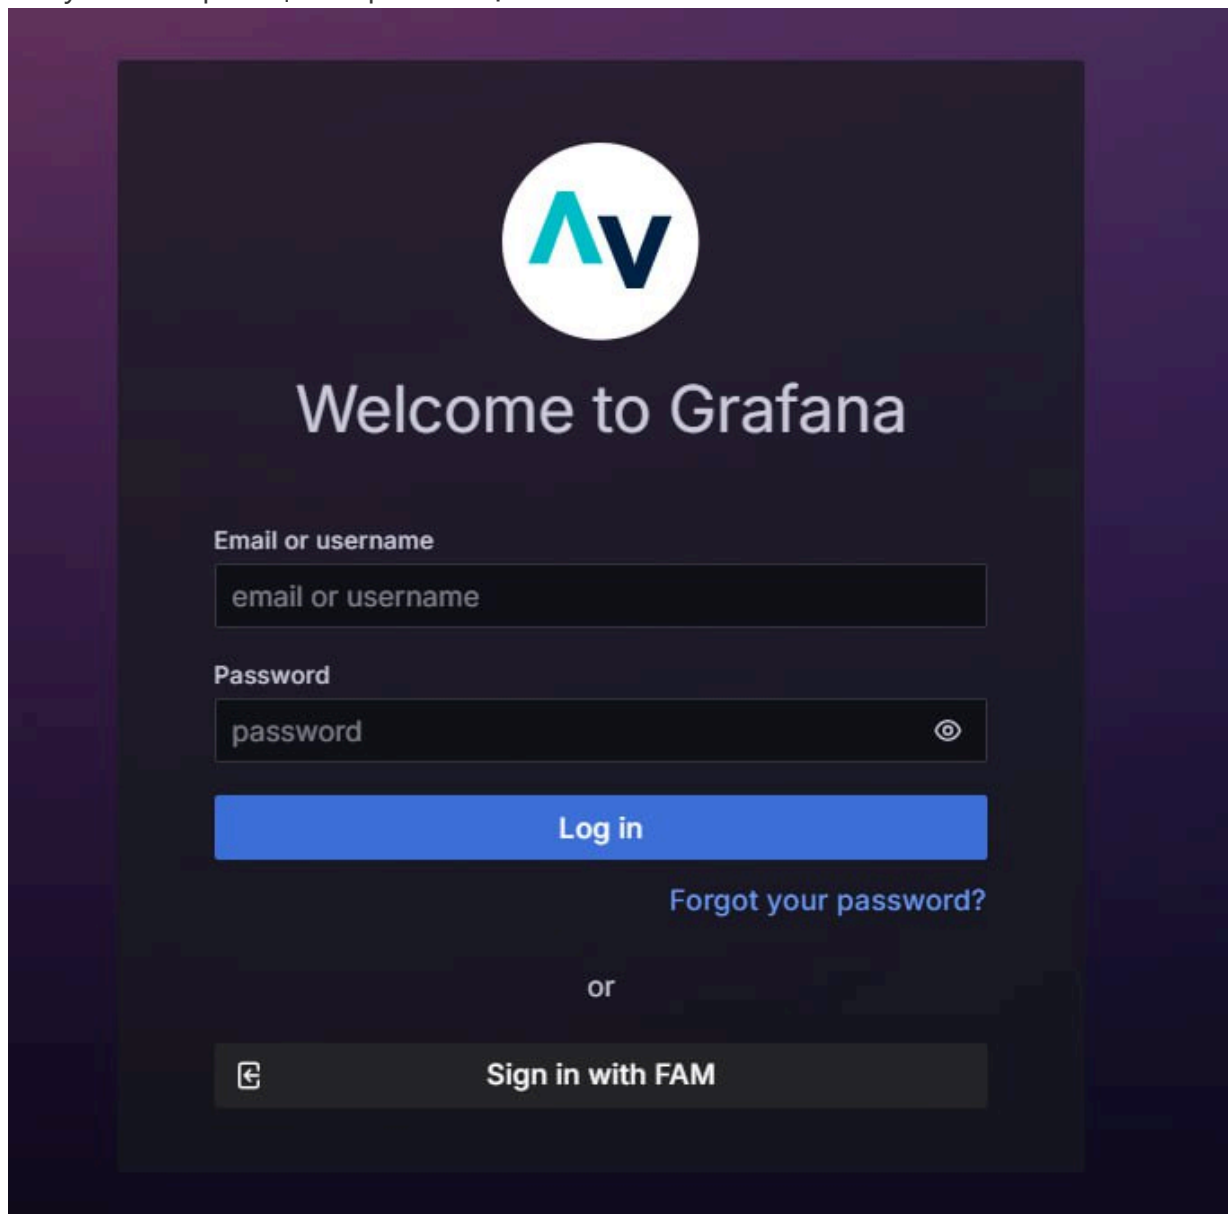 Λv
Welcome to Grafana
Email or username
email or username
Password
password
Log in
Forgot your password?
or
Sign in with FAM